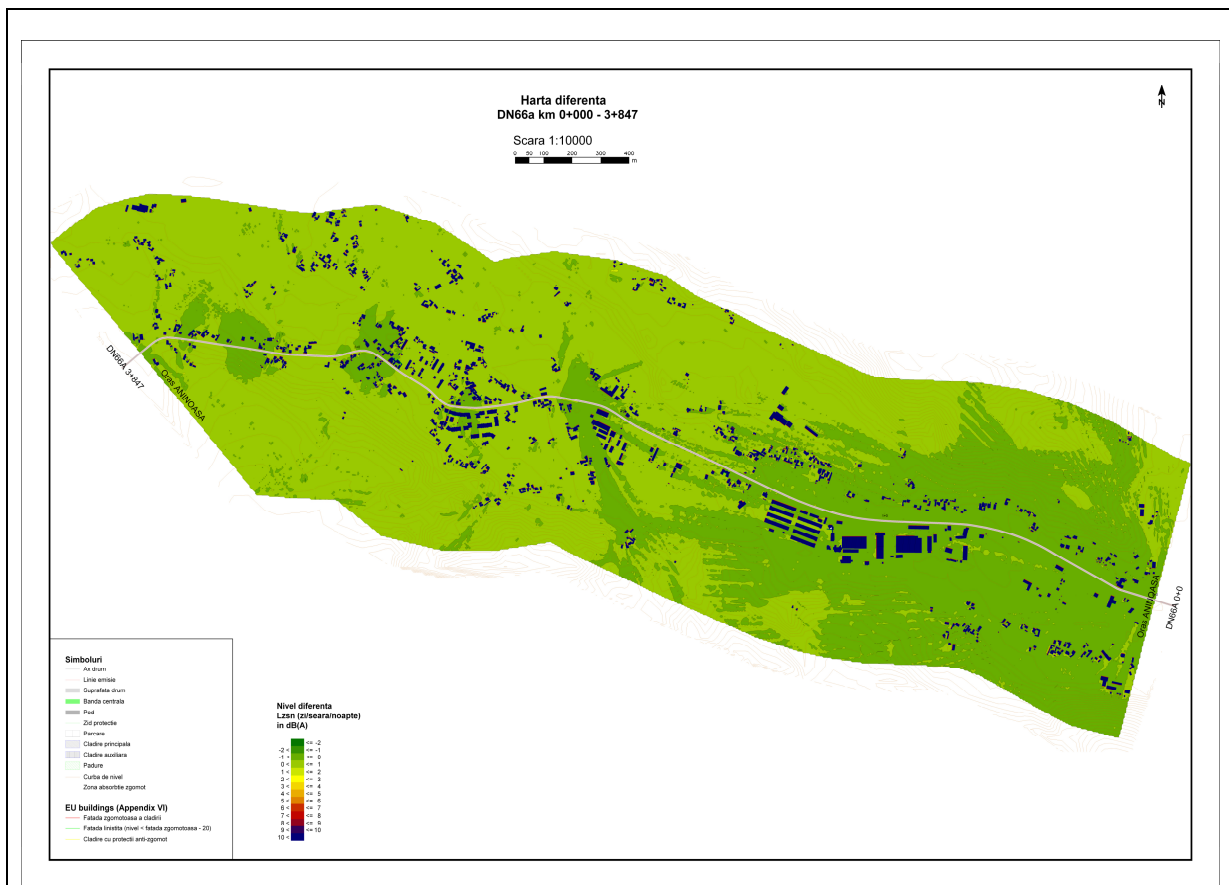 Harta diferenta
DN66a km 0+000 - 3+847
Scara 1:10000
0 50 100 200 300 400
m
N
DN66A 3+847
Oras ANINOASA
Oras ANINOASA
DN66A 0+0
Simboluri
Ax drum
Linie emisie
Suprafata drum
Banda centrala
Pod
Zid protectie
Parcare
Cladire principala
Cladire auxiliara
Padure
Curba de nivel
Zona absorbtie zgomot
EU buildings (Appendix VI)
Fatada zgomotoasa a cladirii
Fatada linistita (nivel < fatada zgomotoasa - 20)
Cladire cu protectii anti-zgomot
Nivel diferenta
Lzsn (zi/seara/noapte)
in dB(A)
<= -2
-2 < <= -1
-1 < <= 0
0 < <= 1
1 < <= 2
2 < <= 3
3 < <= 4
4 < <= 5
5 < <= 6
6 < <= 7
7 < <= 8
8 < <= 9
9 < <= 10
10 <